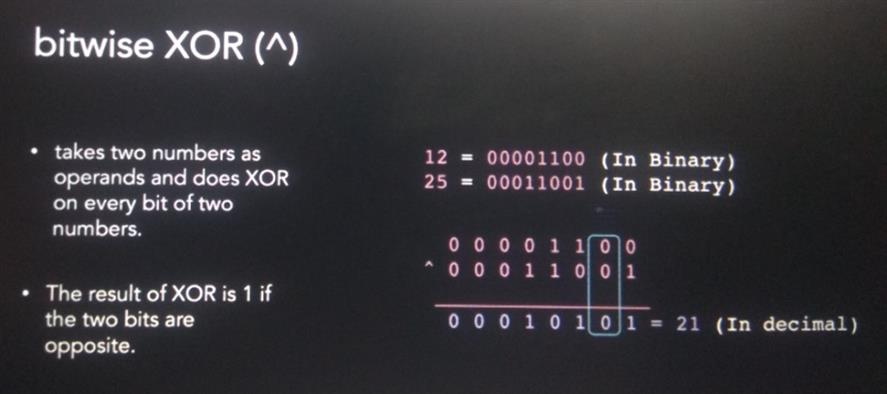 bitwise XOR (^)
• takes two numbers as
operands and does XOR
on every bit of two
numbers.
• The result of XOR is 1 if
the two bits are
opposite.
12 = 00001100 (In Binary)
25 = 00011001 (In Binary)
0 0 0 0 1 1 0 0
^ 0 0 0 1 1 0 0 1
0 0 0 1 0 1 0 1 = 21 (In decimal)